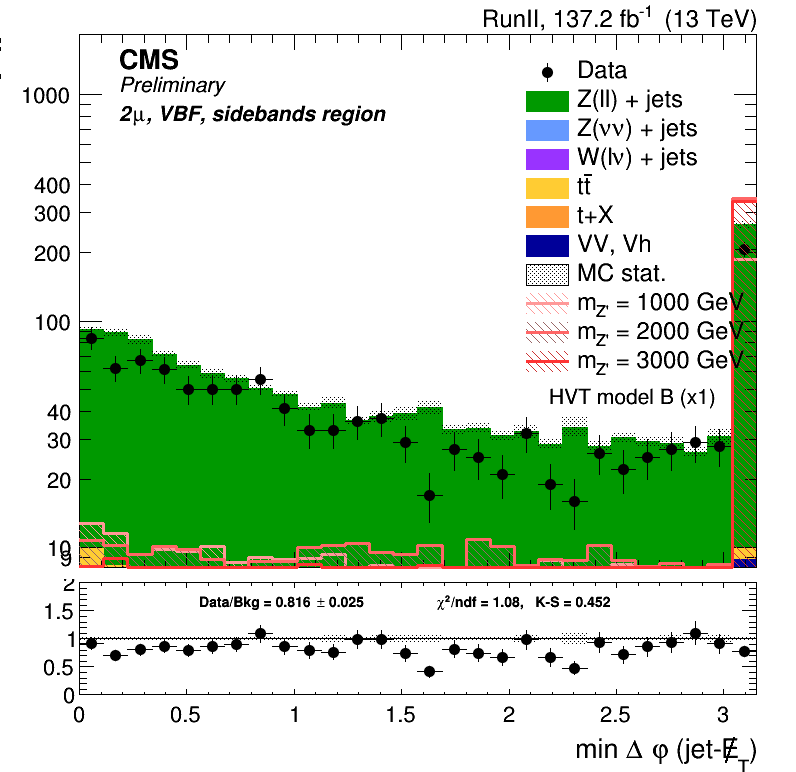 RunII, 137.2 fb⁻¹ (13 TeV)
CMS
Preliminary
2μ, VBF, sidebands region
Data
Z(ll) + jets
Z(νν) + jets
W(lν) + jets
tt̄
t+X
VV, Vh
MC stat.
m_Z' = 1000 GeV
m_Z' = 2000 GeV
m_Z' = 3000 GeV
HVT model B (x1)
1000
400
300
200
100
40
30
20
10
9
Data/Bkg = 0.816 ± 0.025 χ²/ndf = 1.08, K-S = 0.452
2
1.5
1
0.5
0
0 0.5 1 1.5 2 2.5 3
min Δ φ (jet-E̸_T)